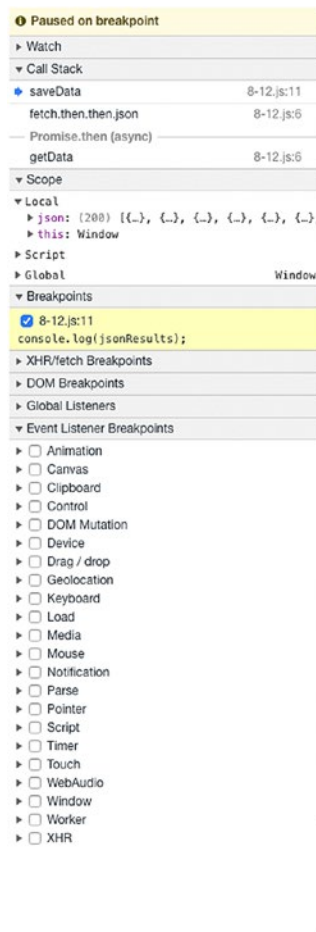 Paused on breakpoint
Watch
Call Stack
saveData 8-12.js:11
fetch.then.then.json 8-12.js:6
Promise.then (async)
getData 8-12.js:6
Scope
Local
json: (200) [{…}, {…}, {…}, {…}, {…}, {…}
this: Window
Script
Global Window
Breakpoints
8-12.js:11
console.log(jsonResults);
XHR/fetch Breakpoints
DOM Breakpoints
Global Listeners
Event Listener Breakpoints
Animation
Canvas
Clipboard
Control
DOM Mutation
Device
Drag / drop
Geolocation
Keyboard
Load
Media
Mouse
Notification
Parse
Pointer
Script
Timer
Touch
WebAudio
Window
Worker
XHR